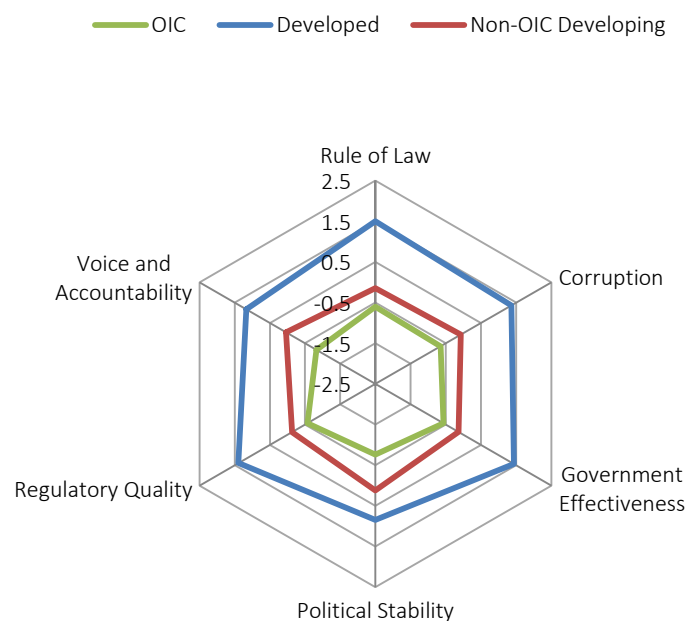 OIC Developed Non-OIC Developing
Rule of Law
2.5
1.5
0.5
-0.5
-1.5
-2.5
Voice and
Accountability
Corruption
Regulatory Quality
Government
Effectiveness
Political Stability